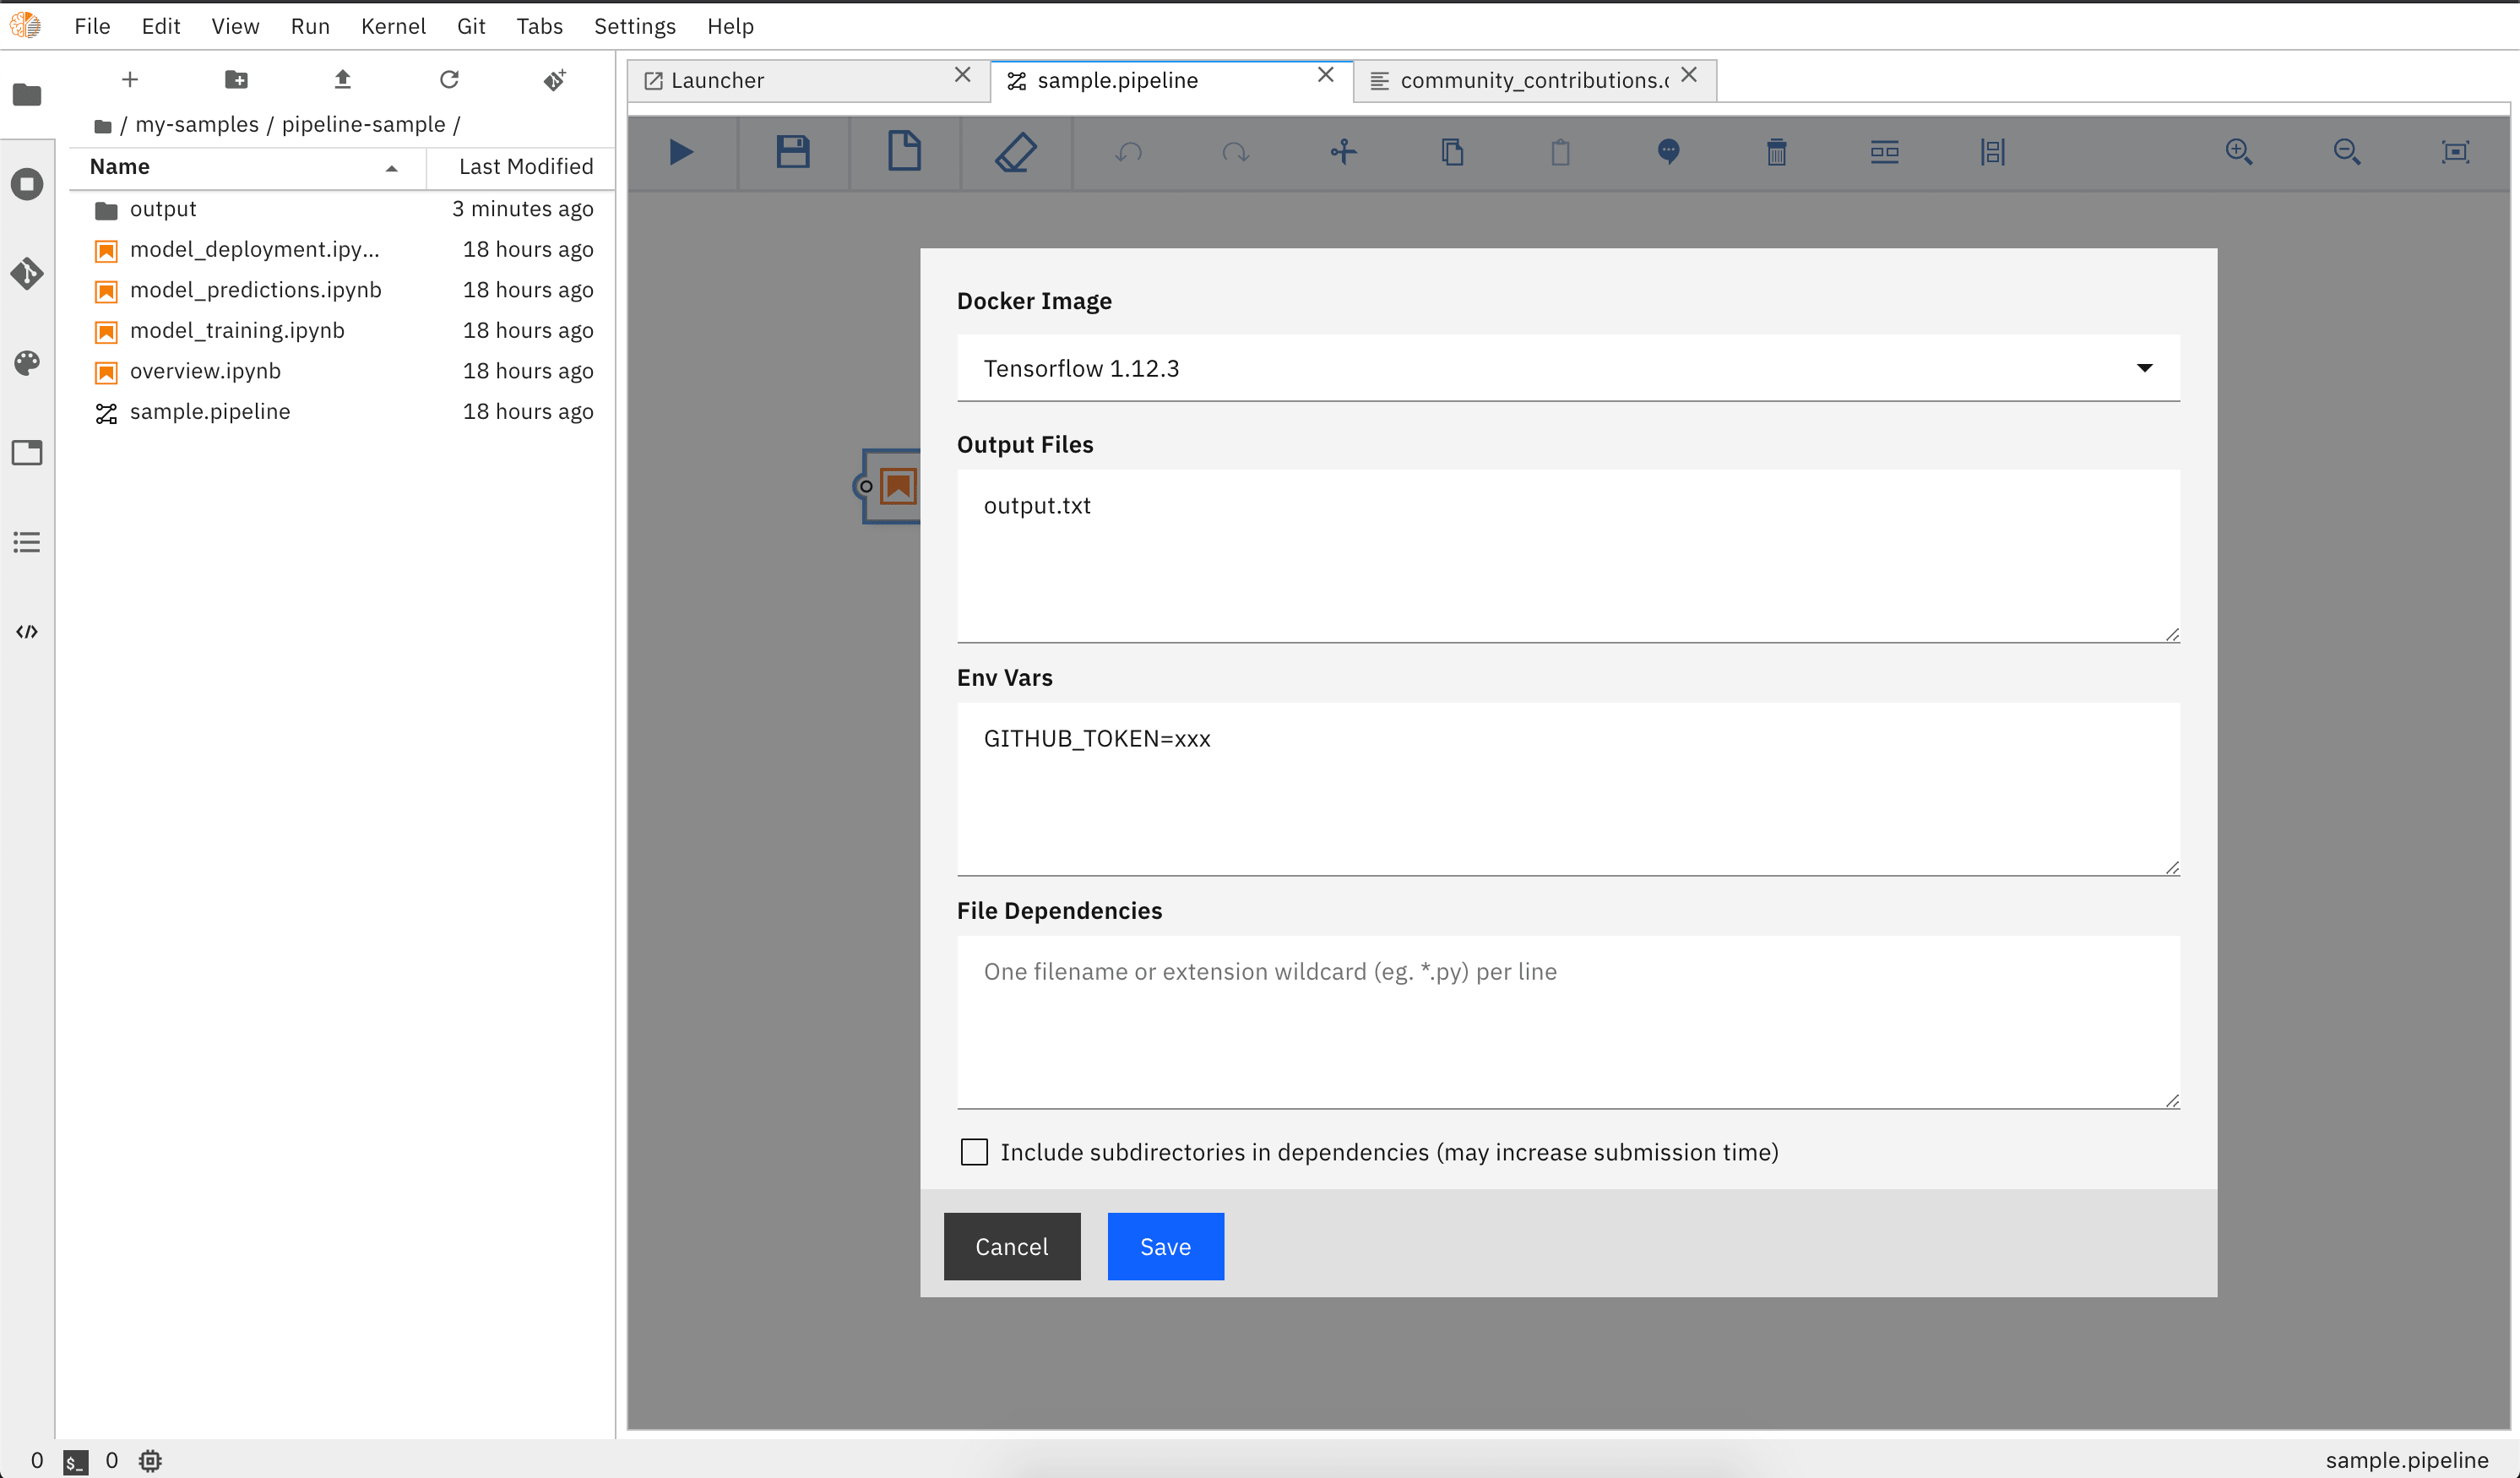 File Edit View Run Kernel Git Tabs Settings Help
/ my-samples / pipeline-sample /
Name Last Modified
output 3 minutes ago
model_deployment.ipy... 18 hours ago
model_predictions.ipynb 18 hours ago
model_training.ipynb 18 hours ago
overview.ipynb 18 hours ago
sample.pipeline 18 hours ago
Launcher sample.pipeline community_contributions.c
Docker Image
Tensorflow 1.12.3
Output Files
output.txt
Env Vars
GITHUB_TOKEN=xxx
File Dependencies
One filename or extension wildcard (eg. *.py) per line
Include subdirectories in dependencies (may increase submission time)
Cancel Save
0 $_ 0 sample.pipeline